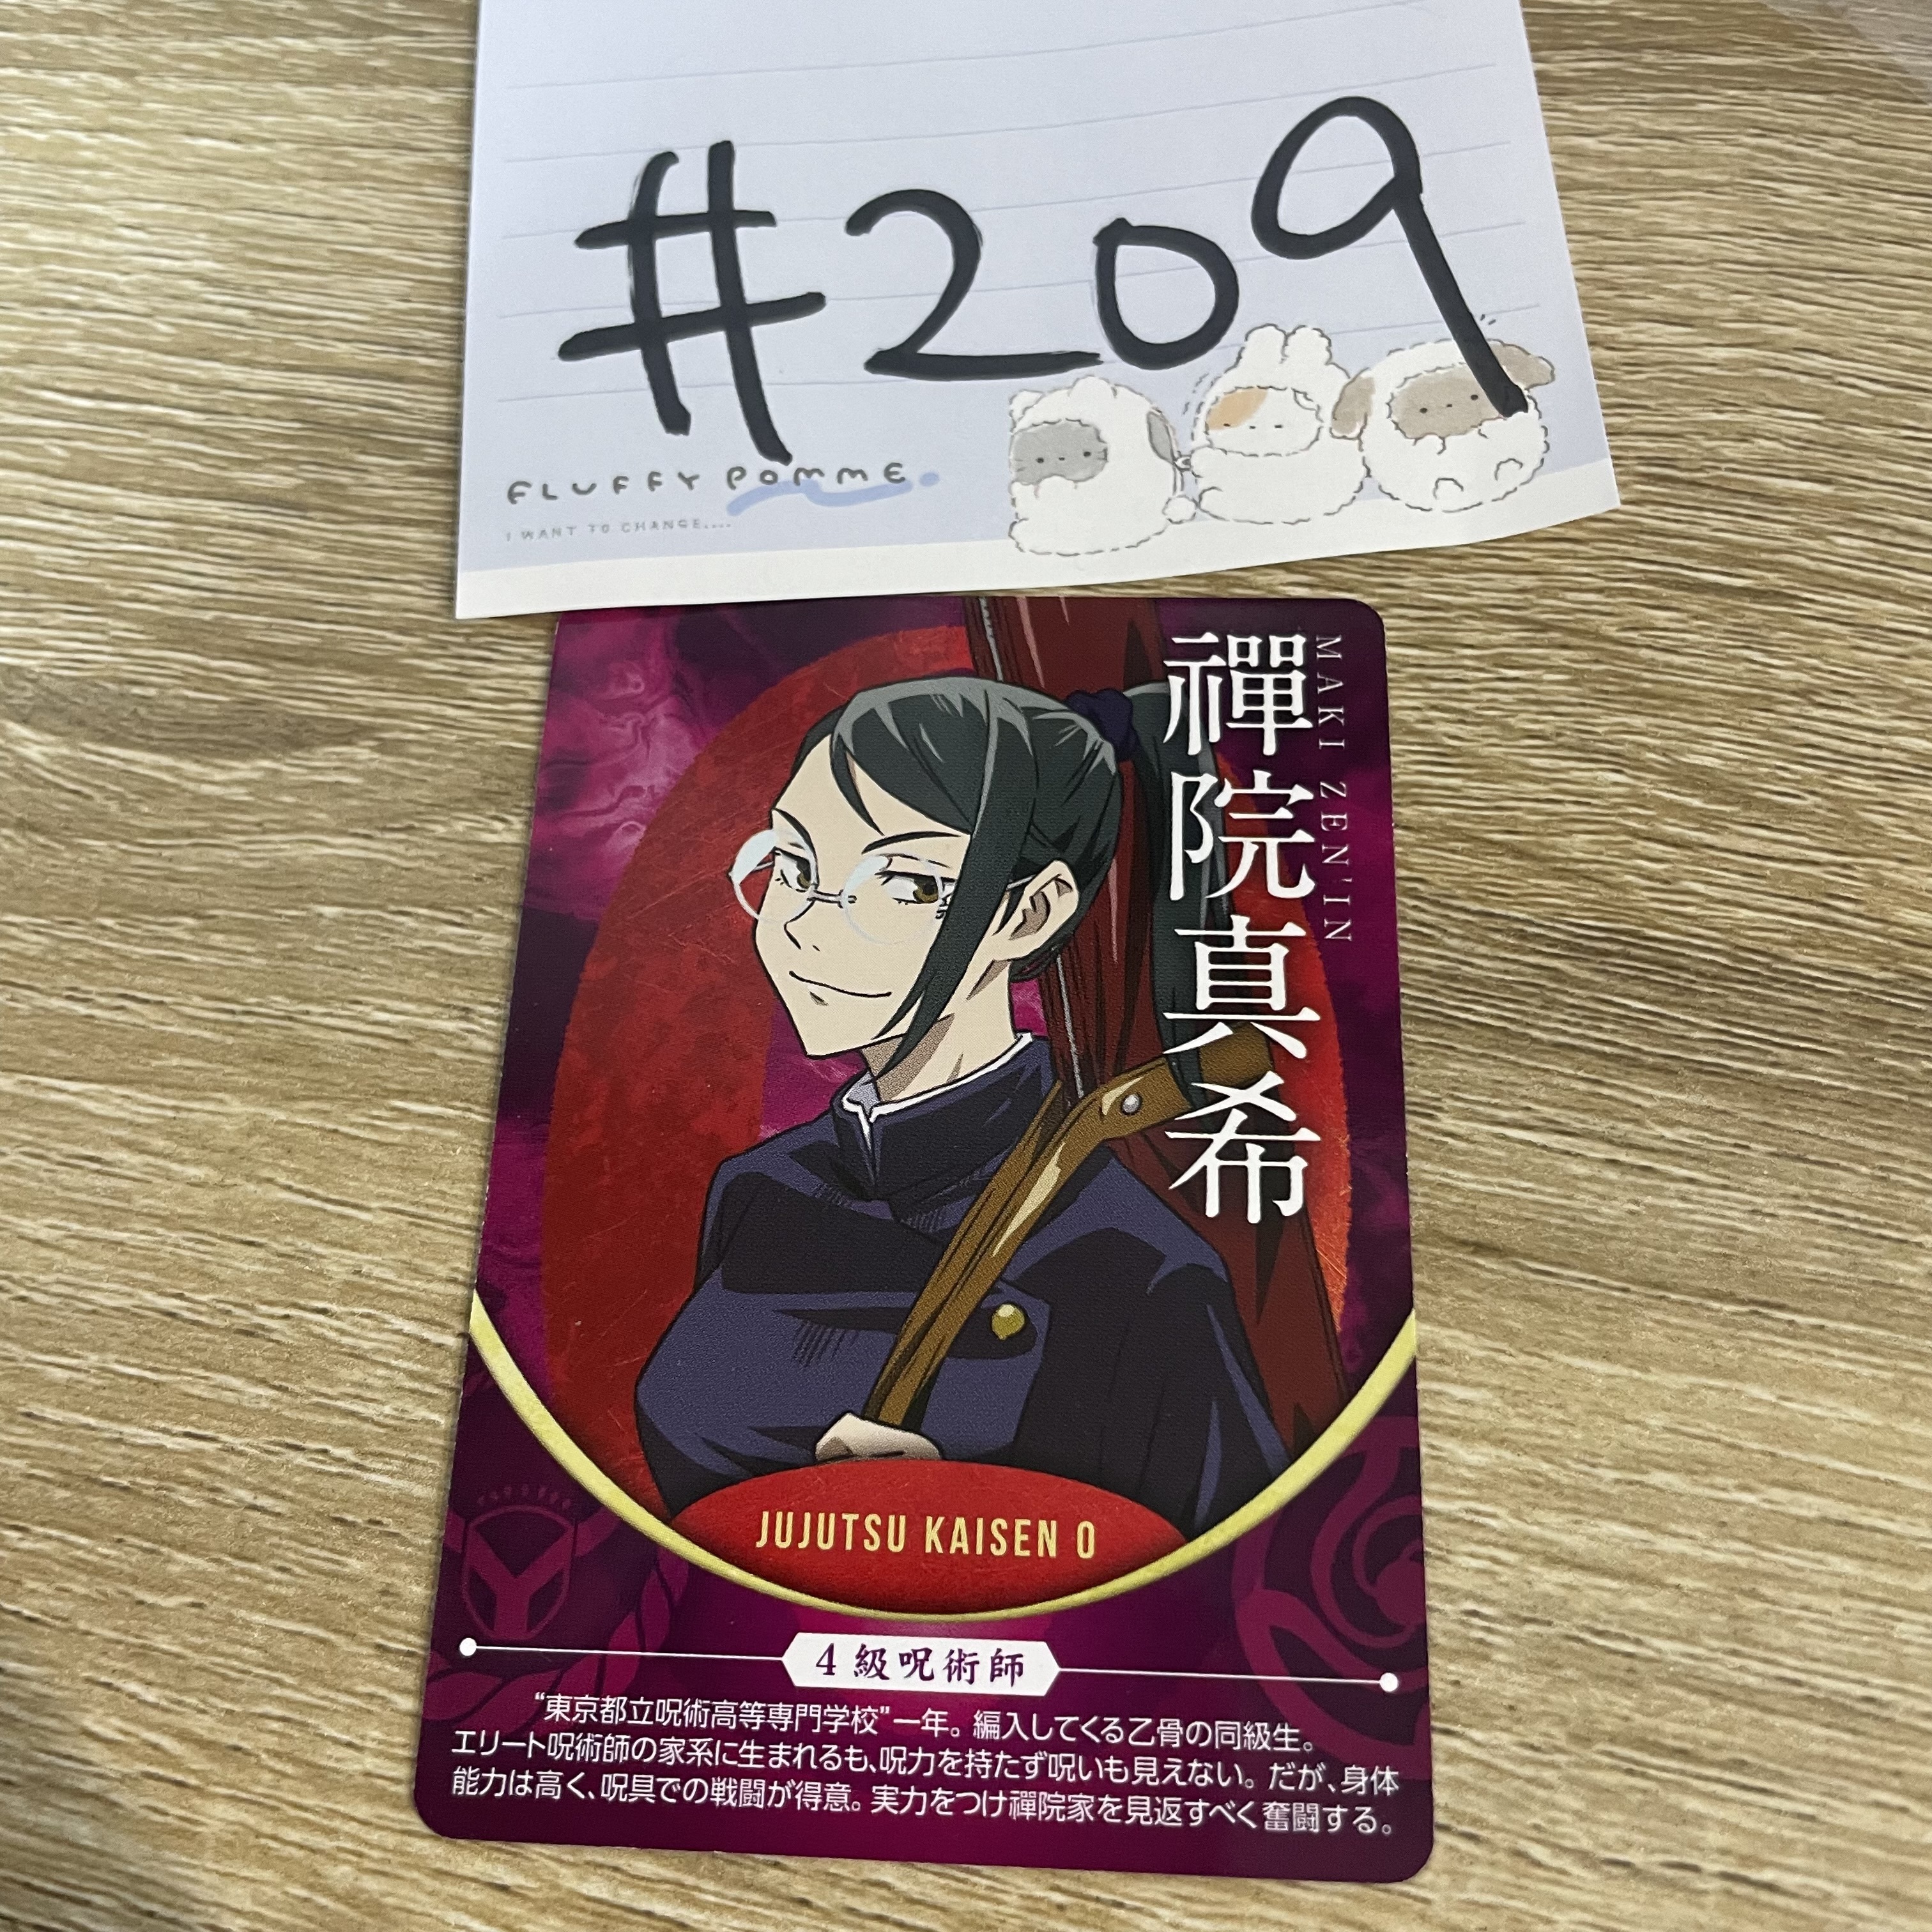 #209
FLUFFY POMME.
I WANT TO CHANGE....
禪院真希
MAKI ZEN'IN
JUJUTSU KAISEN 0
4級呪術師
“東京都立呪術高等専門学校”一年。編入してくる乙骨の同級生。
エリート呪術師の家系に生まれるも、呪力を持たず呪いも見えない。だが、身体
能力は高く、呪具での戦闘が得意。実力をつけ禪院家を見返すべく奮闘する。